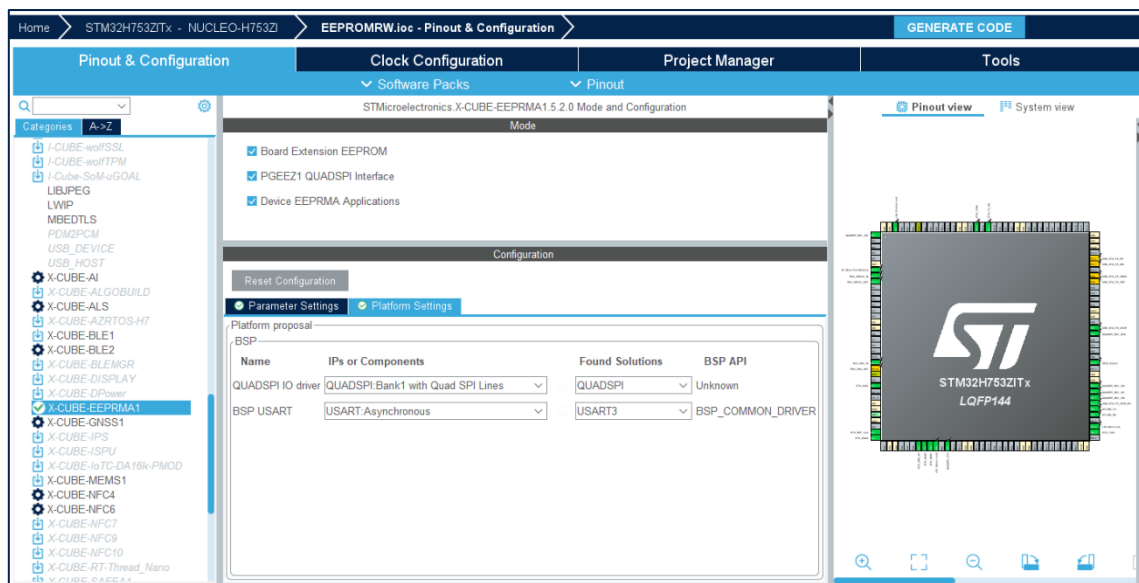 Home STM32H753ZITx - NUCLEO-H753ZI EEPROMRW.ioc - Pinout & Configuration GENERATE CODE
Pinout & Configuration Clock Configuration Project Manager Tools
Software Packs Pinout
STMicroelectronics.X-CUBE-EEPRMA1.5.2.0 Mode and Configuration
Categories A->Z
I-CUBE-wolfSSL
I-CUBE-wolfTPM
I-Cube-SoM-uGOAL
LIBJPEG
LWIP
MBEDTLS
PDM2PCM
USB_DEVICE
USB_HOST
X-CUBE-AI
X-CUBE-ALGOBUILD
X-CUBE-ALS
X-CUBE-AZRTOS-H7
X-CUBE-BLE1
X-CUBE-BLE2
X-CUBE-BLEMGR
X-CUBE-DISPLAY
X-CUBE-DPower
X-CUBE-EEPRMA1
X-CUBE-GNSS1
X-CUBE-IPS
X-CUBE-ISPU
X-CUBE-IoTC-DA16k-PMOD
X-CUBE-MEMS1
X-CUBE-NFC4
X-CUBE-NFC6
X-CUBE-NFC7
X-CUBE-NFC9
X-CUBE-NFC10
X-CUBE-RT-Thread_Nano
X-CUBE-SAFEA1
Mode
Board Extension EEPROM
PGEEZ1 QUADSPI Interface
Device EEPRMA Applications
Configuration
Reset Configuration
Parameter Settings Platform Settings
Platform proposal
BSP
Name IPs or Components Found Solutions BSP API
QUADSPI IO driver QUADSPI:Bank1 with Quad SPI Lines QUADSPI Unknown
BSP USART USART:Asynchronous USART3 BSP_COMMON_DRIVER
Pinout view System view
ST
STM32H753ZITx
LQFP144